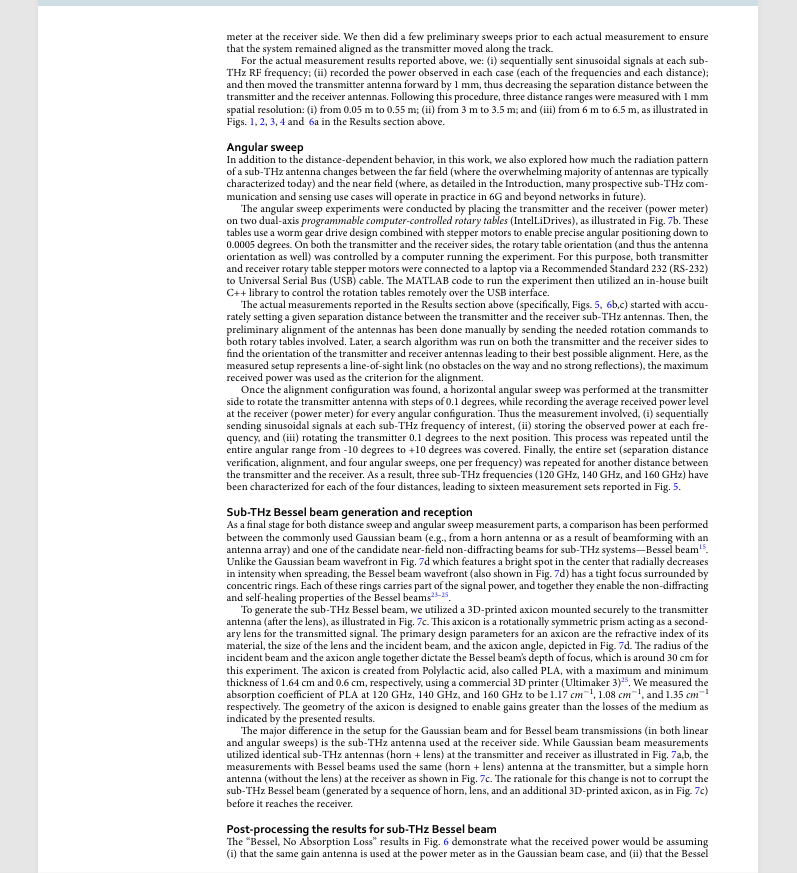 meter at the receiver side. We then did a few preliminary sweeps prior to each actual measurement to ensure
that the system remained aligned as the transmitter moved along the track.
For the actual measurement results reported above, we: (i) sequentially sent sinusoidal signals at each sub-
THz RF frequency; (ii) recorded the power observed in each case (each of the frequencies and each distance);
and then moved the transmitter antenna forward by 1 mm, thus decreasing the separation distance between the
transmitter and the receiver antennas. Following this procedure, three distance ranges were measured with 1 mm
spatial resolution: (i) from 0.05 m to 0.55 m; (ii) from 3 m to 3.5 m; and (iii) from 6 m to 6.5 m, as illustrated in
Figs. 1, 2, 3, 4 and 6a in the Results section above.
Angular sweep
In addition to the distance-dependent behavior, in this work, we also explored how much the radiation pattern
of a sub-THz antenna changes between the far field (where the overwhelming majority of antennas are typically
characterized today) and the near field (where, as detailed in the Introduction, many prospective sub-THz com-
munication and sensing use cases will operate in practice in 6G and beyond networks in future).
The angular sweep experiments were conducted by placing the transmitter and the receiver (power meter)
on two dual-axis programmable computer-controlled rotary tables (IntelLiDrives), as illustrated in Fig. 7b. These
tables use a worm gear drive design combined with stepper motors to enable precise angular positioning down to
0.0005 degrees. On both the transmitter and the receiver sides, the rotary table orientation (and thus the antenna
orientation as well) was controlled by a computer running the experiment. For this purpose, both transmitter
and receiver rotary table stepper motors were connected to a laptop via a Recommended Standard 232 (RS-232)
to Universal Serial Bus (USB) cable. The MATLAB code to run the experiment then utilized an in-house built
C++ library to control the rotation tables remotely over the USB interface.
The actual measurements reported in the Results section above (specifically, Figs. 5, 6b,c) started with accu-
rately setting a given separation distance between the transmitter and the receiver sub-THz antennas. Then, the
preliminary alignment of the antennas has been done manually by sending the needed rotation commands to
both rotary tables involved. Later, a search algorithm was run on both the transmitter and the receiver sides to
find the orientation of the transmitter and receiver antennas leading to their best possible alignment. Here, as the
measured setup represents a line-of-sight link (no obstacles on the way and no strong reflections), the maximum
received power was used as the criterion for the alignment.
Once the alignment configuration was found, a horizontal angular sweep was performed at the transmitter
side to rotate the transmitter antenna with steps of 0.1 degrees, while recording the average received power level
at the receiver (power meter) for every angular configuration. Thus the measurement involved, (i) sequentially
sending sinusoidal signals at each sub-THz frequency of interest, (ii) storing the observed power at each fre-
quency, and (iii) rotating the transmitter 0.1 degrees to the next position. This process was repeated until the
entire angular range from -10 degrees to +10 degrees was covered. Finally, the entire set (separation distance
verification, alignment, and four angular sweeps, one per frequency) was repeated for another distance between
the transmitter and the receiver. As a result, three sub-THz frequencies (120 GHz, 140 GHz, and 160 GHz) have
been characterized for each of the four distances, leading to sixteen measurement sets reported in Fig. 5.
Sub-THz Bessel beam generation and reception
As a final stage for both distance sweep and angular sweep measurement parts, a comparison has been performed
between the commonly used Gaussian beam (e.g., from a horn antenna or as a result of beamforming with an
antenna array) and one of the candidate near-field non-diffracting beams for sub-THz systems—Bessel beam15.
Unlike the Gaussian beam wavefront in Fig. 7d which features a bright spot in the center that radially decreases
in intensity when spreading, the Bessel beam wavefront (also shown in Fig. 7d) has a tight focus surrounded by
concentric rings. Each of these rings carries part of the signal power, and together they enable the non-diffracting
and self-healing properties of the Bessel beams23–25.
To generate the sub-THz Bessel beam, we utilized a 3D-printed axicon mounted securely to the transmitter
antenna (after the lens), as illustrated in Fig. 7c. This axicon is a rotationally symmetric prism acting as a second-
ary lens for the transmitted signal. The primary design parameters for an axicon are the refractive index of its
material, the size of the lens and the incident beam, and the axicon angle, depicted in Fig. 7d. The radius of the
incident beam and the axicon angle together dictate the Bessel beam's depth of focus, which is around 30 cm for
this experiment. The axicon is created from Polylactic acid, also called PLA, with a maximum and minimum
thickness of 1.64 cm and 0.6 cm, respectively, using a commercial 3D printer (Ultimaker 3)25. We measured the
absorption coefficient of PLA at 120 GHz, 140 GHz, and 160 GHz to be 1.17 cm−1, 1.08 cm−1, and 1.35 cm−1
respectively. The geometry of the axicon is designed to enable gains greater than the losses of the medium as
indicated by the presented results.
The major difference in the setup for the Gaussian beam and for Bessel beam transmissions (in both linear
and angular sweeps) is the sub-THz antenna used at the receiver side. While Gaussian beam measurements
utilized identical sub-THz antennas (horn + lens) at the transmitter and receiver as illustrated in Fig. 7a,b, the
measurements with Bessel beams used the same (horn + lens) antenna at the transmitter, but a simple horn
antenna (without the lens) at the receiver as shown in Fig. 7c. The rationale for this change is not to corrupt the
sub-THz Bessel beam (generated by a sequence of horn, lens, and an additional 3D-printed axicon, as in Fig. 7c)
before it reaches the receiver.
Post-processing the results for sub-THz Bessel beam
The “Bessel, No Absorption Loss” results in Fig. 6 demonstrate what the received power would be assuming
(i) that the same gain antenna is used at the power meter as in the Gaussian beam case, and (ii) that the Bessel